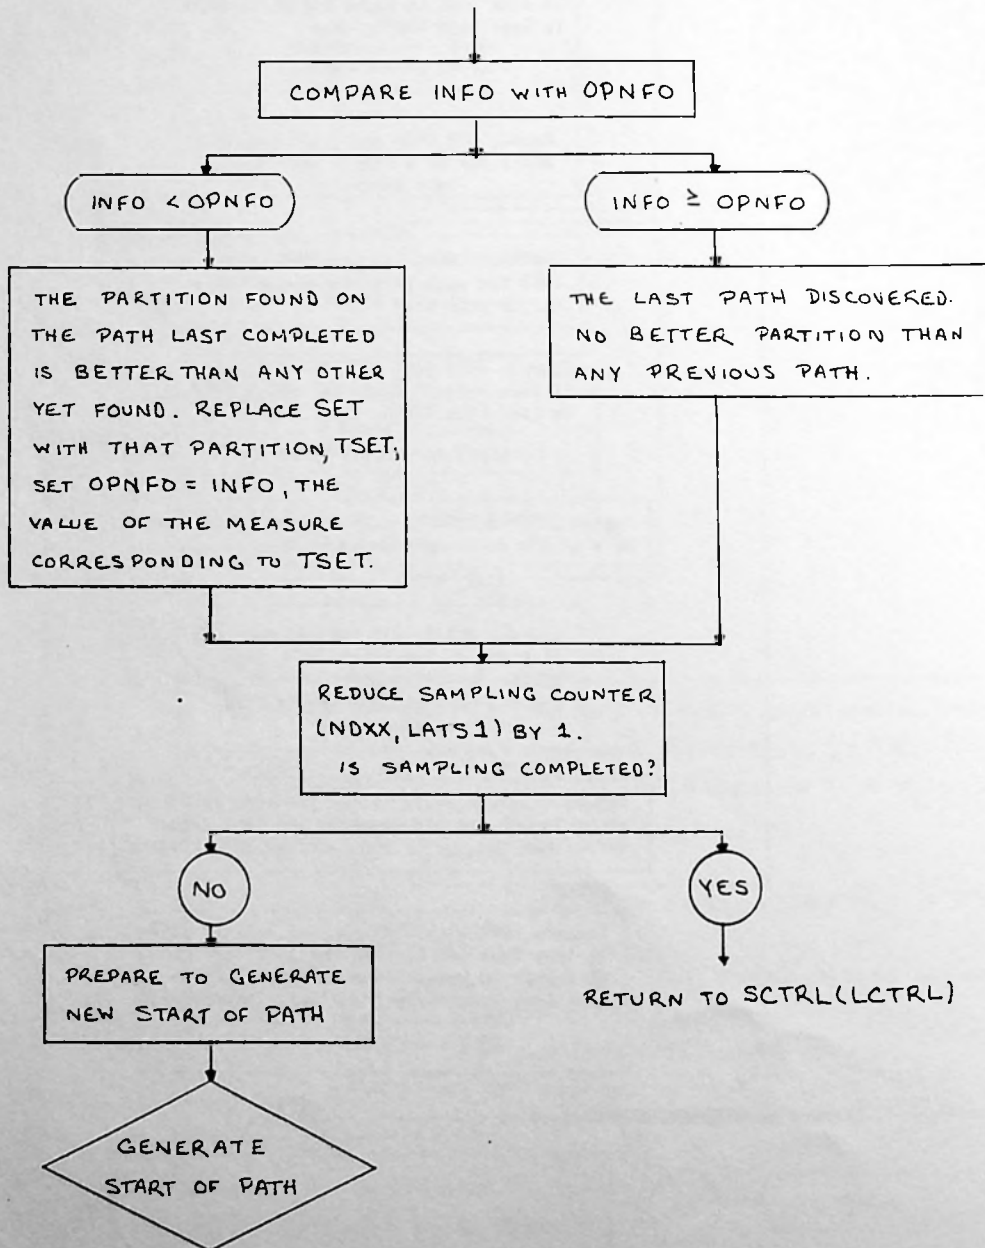 COMPARE INFO WITH OPNFO
INFO < OPNFO
INFO ≥ OPNFO
THE PARTITION FOUND ON
THE PATH LAST COMPLETED
IS BETTER THAN ANY OTHER
YET FOUND. REPLACE SET
WITH THAT PARTITION, TSET;
SET OPNFO = INFO, THE
VALUE OF THE MEASURE
CORRESPONDING TO TSET.
THE LAST PATH DISCOVERED.
NO BETTER PARTITION THAN
ANY PREVIOUS PATH.
REDUCE SAMPLING COUNTER
(NDXX, LATS1) BY 1.
IS SAMPLING COMPLETED?
NO
YES
PREPARE TO GENERATE
NEW START OF PATH
RETURN TO SCTRL(LCTRL)
GENERATE
START OF PATH